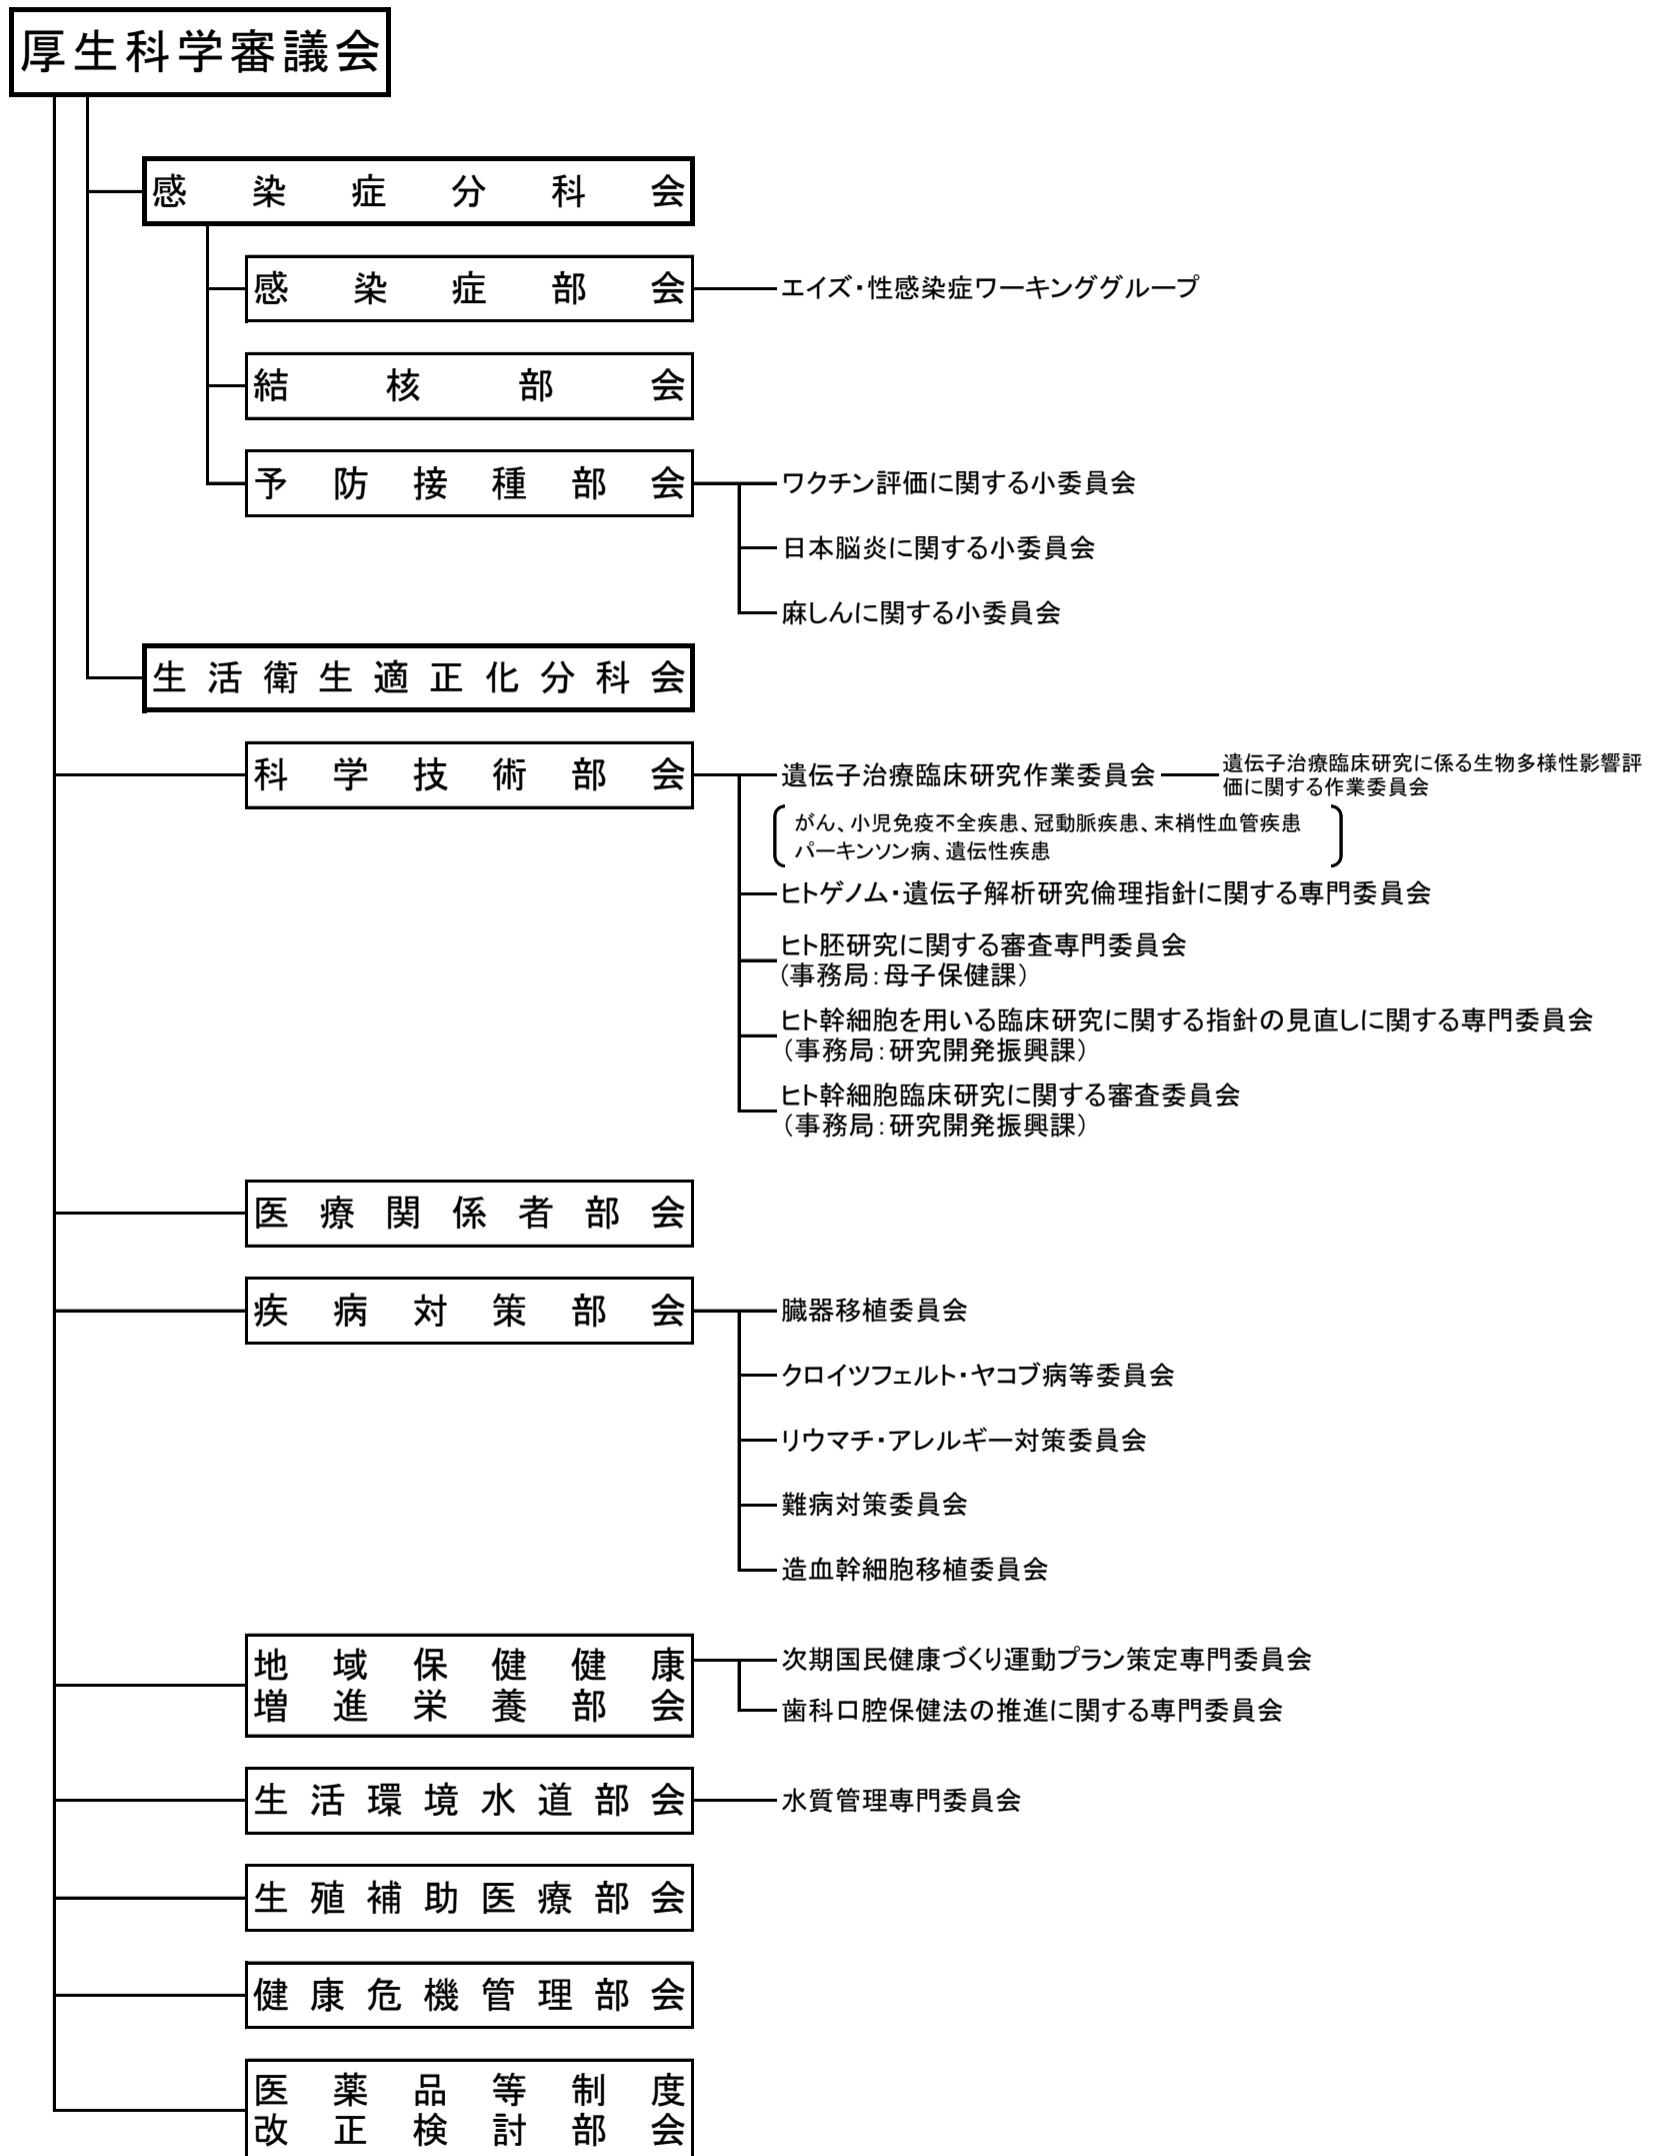 厚生科学審議会
感染症分科会
感染症部会
エイズ・性感染症ワーキンググループ
結核部会
予防接種部会
ワクチン評価に関する小委員会
日本脳炎に関する小委員会
麻しんに関する小委員会
生活衛生適正化分科会
科学技術部会
遺伝子治療臨床研究作業委員会
遺伝子治療臨床研究に係る生物多様性影響評
価に関する作業委員会
がん、小児免疫不全疾患、冠動脈疾患、末梢性血管疾患
パーキンソン病、遺伝性疾患
ヒトゲノム・遺伝子解析研究倫理指針に関する専門委員会
ヒト胚研究に関する審査専門委員会
（事務局：母子保健課）
ヒト幹細胞を用いる臨床研究に関する指針の見直しに関する専門委員会
（事務局：研究開発振興課）
ヒト幹細胞臨床研究に関する審査委員会
（事務局：研究開発振興課）
医療関係者部会
疾病対策部会
臓器移植委員会
クロイツフェルト・ヤコブ病等委員会
リウマチ・アレルギー対策委員会
難病対策委員会
造血幹細胞移植委員会
地域保健健康
増進栄養部会
次期国民健康づくり運動プラン策定専門委員会
歯科口腔保健法の推進に関する専門委員会
生活環境水道部会
水質管理専門委員会
生殖補助医療部会
健康危機管理部会
医薬品等制度
改正検討部会